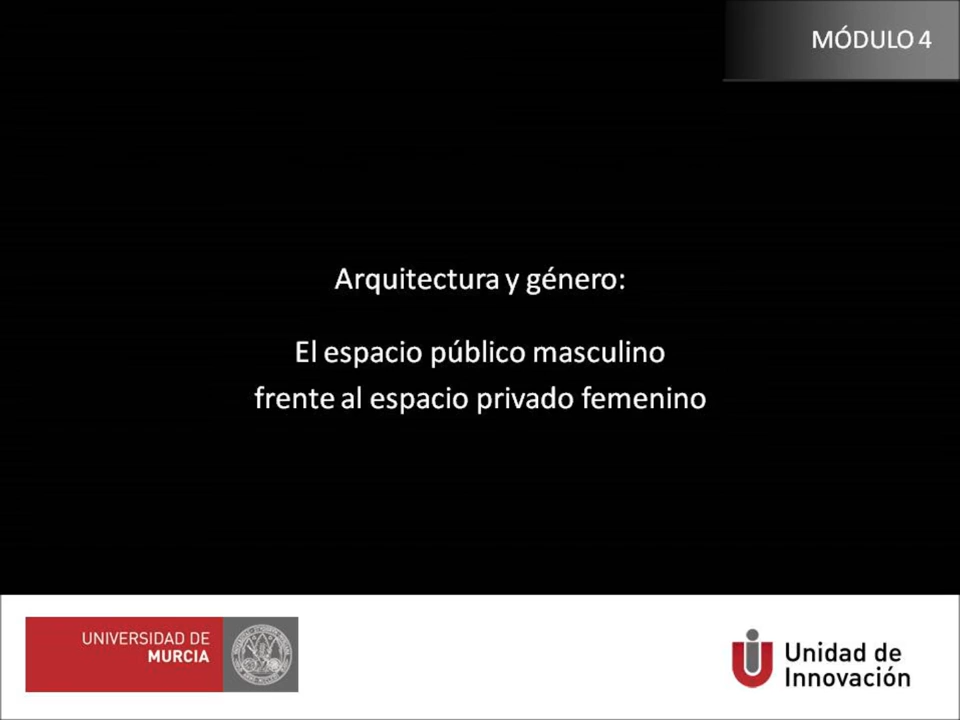 MÓDULO 4
Arquitectura y género:
El espacio público masculino
frente al espacio privado femenino
UNIVERSIDAD DE
MURCIA
Unidad de
Innovación